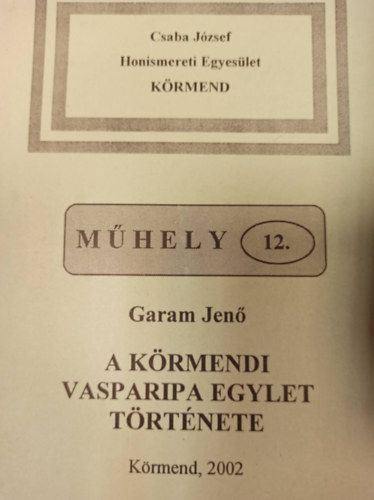 Csaba József
Honismereti Egyesület
KÖRMEND
MŰHELY 12.
Garam Jenő
A KÖRMENDI
VASPARIPA EGYLET
TÖRTÉNETE
Körmend, 2002